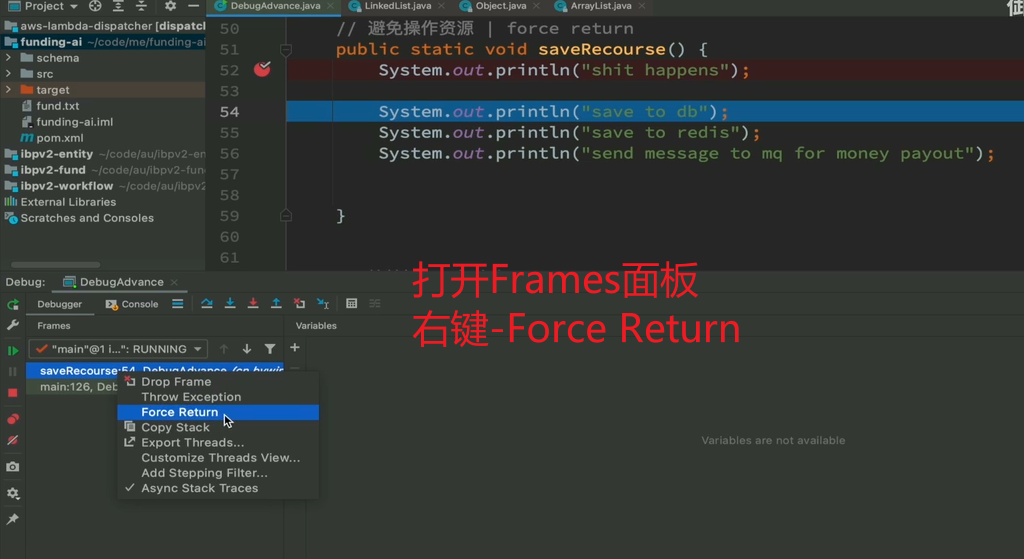 Project
DebugAdvance.java
LinkedList.java
Object.java
ArrayList.java
aws-lambda-dispatcher [dispatch
funding-ai ~/code/me/funding-ai
schema
src
target
fund.txt
funding-ai.iml
pom.xml
ibpv2-entity ~/code/au/ibpv2-en
ibpv2-fund ~/code/au/ibpv2-fun
ibpv2-workflow ~/code/au/ibpv2
External Libraries
Scratches and Consoles
50 // 避免操作资源 | force return
51 public static void saveRecourse() {
52 System.out.println("shit happens");
53
54 System.out.println("save to db");
55 System.out.println("save to redis");
56 System.out.println("send message to mq for money payout");
57
58
59 }
60
61
打开Frames面板
右键-Force Return
Debug: DebugAdvance
Debugger Console
Frames
Variables
"main"@1 i...": RUNNING
saveRecourse:54, DebugAdvance
main:126, Deb
Drop Frame
Throw Exception
Force Return
Copy Stack
Export Threads...
Customize Threads View...
Add Stepping Filter...
Async Stack Traces
Variables are not available